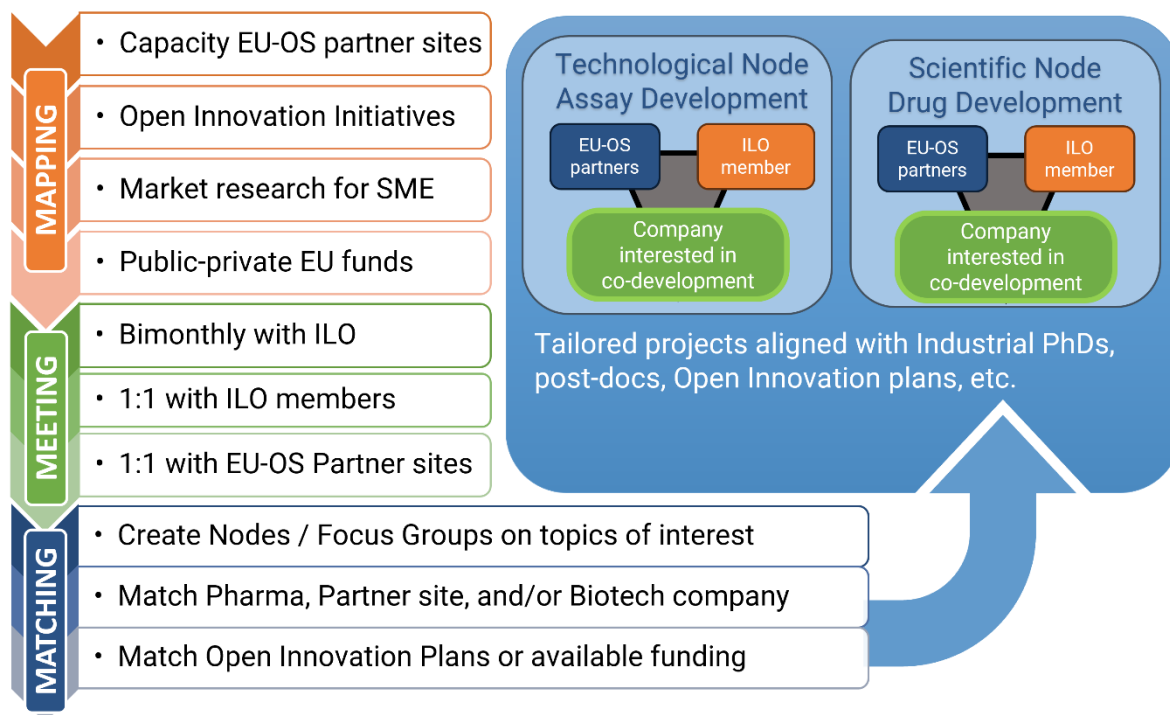 MAPPING
• Capacity EU-OS partner sites
• Open Innovation Initiatives
• Market research for SME
• Public-private EU funds
MEETING
• Bimonthly with ILO
• 1:1 with ILO members
• 1:1 with EU-OS Partner sites
MATCHING
• Create Nodes / Focus Groups on topics of interest
• Match Pharma, Partner site, and/or Biotech company
• Match Open Innovation Plans or available funding
Technological Node
Assay Development
EU-OS
partners
ILO
member
Company
interested in
co-development
Scientific Node
Drug Development
EU-OS
partners
ILO
member
Company
interested in
co-development
Tailored projects aligned with Industrial PhDs,
post-docs, Open Innovation plans, etc.